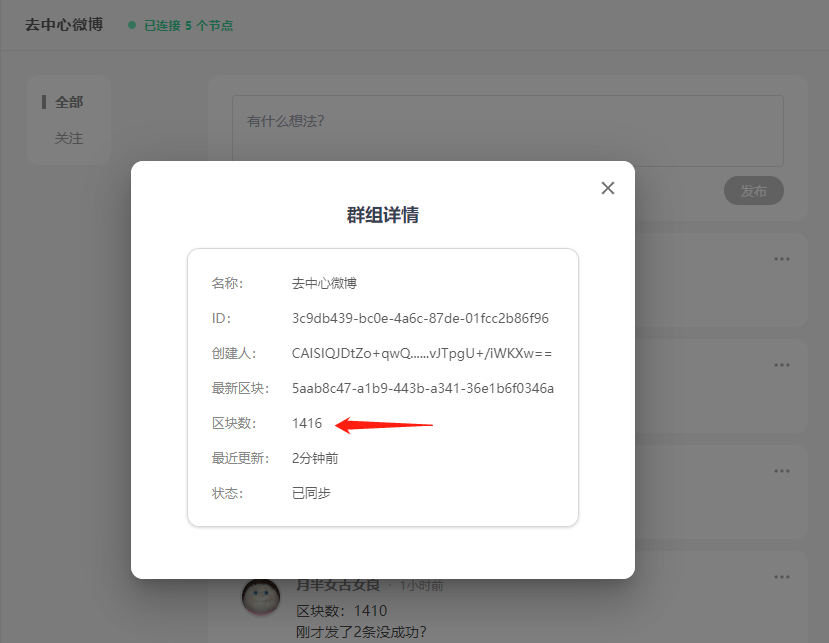 去中心微博
已连接 5 个节点
全部
关注
有什么想法?
发布
群组详情
名称: 去中心微博
ID: 3c9db439-bc0e-4a6c-87de-01fcc2b86f96
创建人: CAISIQJDtZo+qwQ......vJTpgU+/iWKXw==
最新区块: 5aab8c47-a1b9-443b-a341-36e1b6f0346a
区块数: 1416
最近更新: 2分钟前
状态: 已同步
月半女古女良 · 1小时前
区块数: 1410
刚才发了2条没成功?